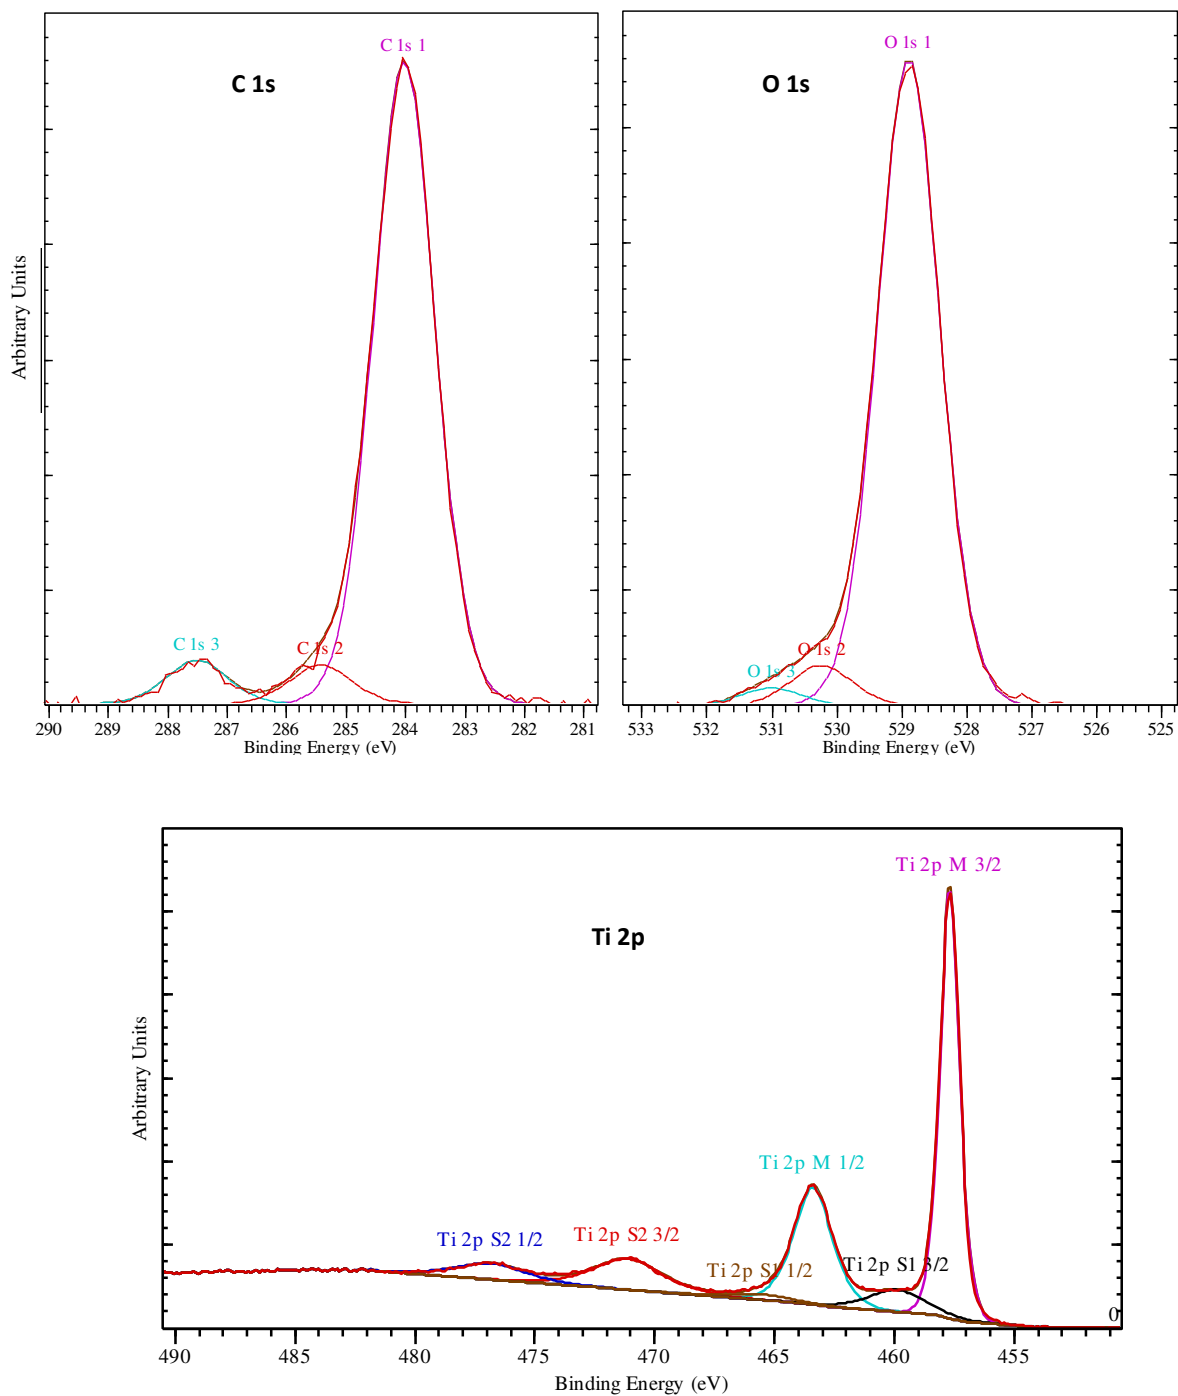 C 1s 1
C 1s
Arbitrary Units
C 1s 3
C 1s 2
290 289 288 287 286 285 284 283 282 281
Binding Energy (eV)
O 1s 1
O 1s
O 1s 2
O 1s 3
533 532 531 530 529 528 527 526 525
Binding Energy (eV)
Ti 2p M 3/2
Ti 2p
Arbitrary Units
Ti 2p M 1/2
Ti 2p S2 1/2
Ti 2p S2 3/2
Ti 2p S1 1/2
Ti 2p S1 3/2
0
490 485 480 475 470 465 460 455
Binding Energy (eV)